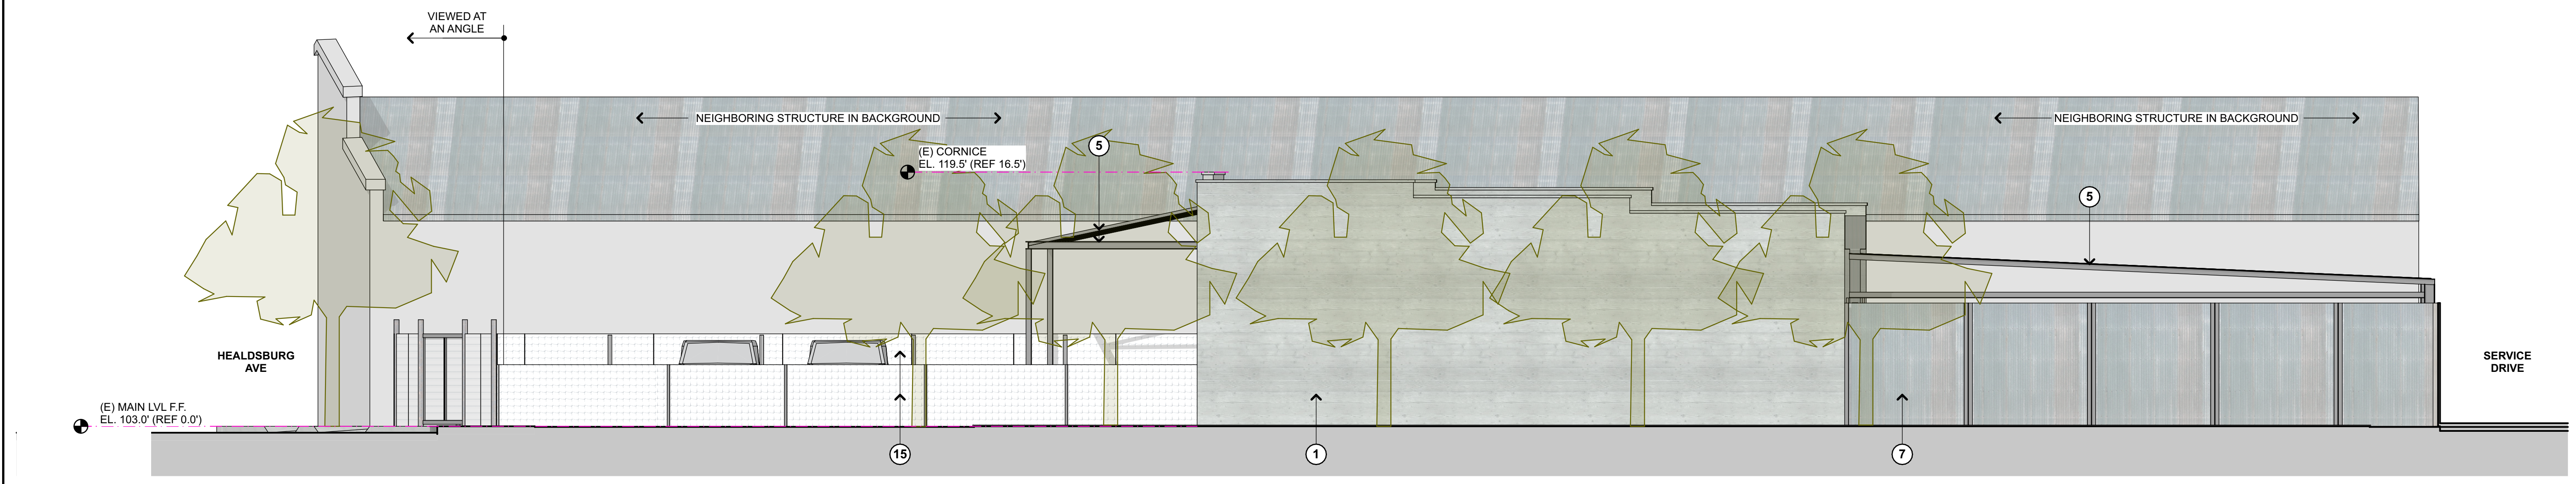 VIEWED AT
AN ANGLE
NEIGHBORING STRUCTURE IN BACKGROUND
NEIGHBORING STRUCTURE IN BACKGROUND
(E) CORNICE
EL. 119.5' (REF 16.5')
5
5
HEALDSBURG
AVE
SERVICE
DRIVE
(E) MAIN LVL F.F.
EL. 103.0' (REF 0.0')
15
1
7